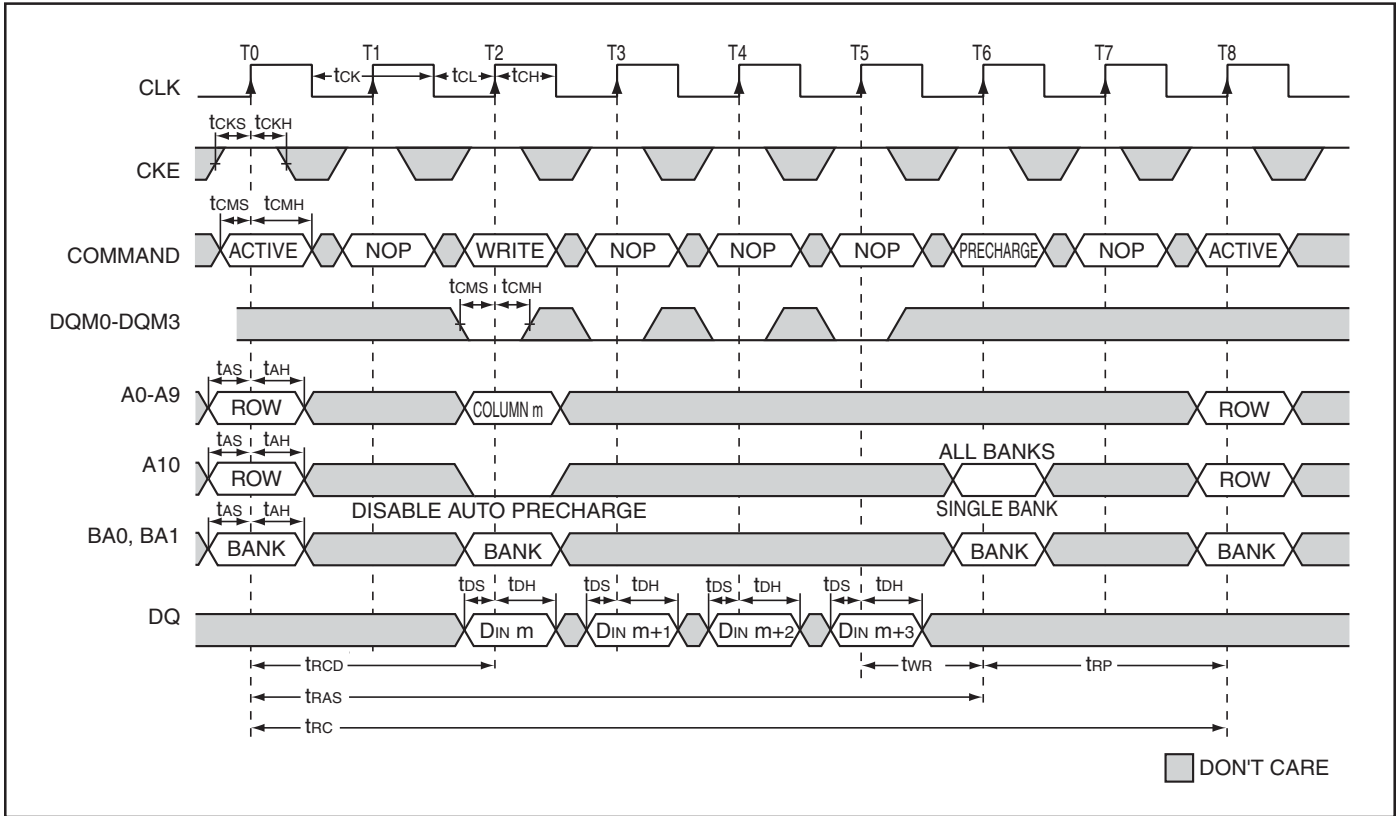 T0 T1 T2 T3 T4 T5 T6 T7 T8
CLK tCK tCL tCH
tCKS tCKH
CKE
tCMS tCMH
COMMAND ACTIVE NOP WRITE NOP NOP NOP PRECHARGE NOP ACTIVE
tCMS tCMH
DQM0-DQM3
tAS tAH
A0-A9 ROW COLUMN m ROW
tAS tAH ALL BANKS
A10 ROW ROW
tAS tAH DISABLE AUTO PRECHARGE SINGLE BANK
BA0, BA1 BANK BANK BANK BANK
tDS tDH tDS tDH tDS tDH tDS tDH
DQ DIN m DIN m+1 DIN m+2 DIN m+3
tRCD tWR tRP
tRAS
tRC
DON'T CARE